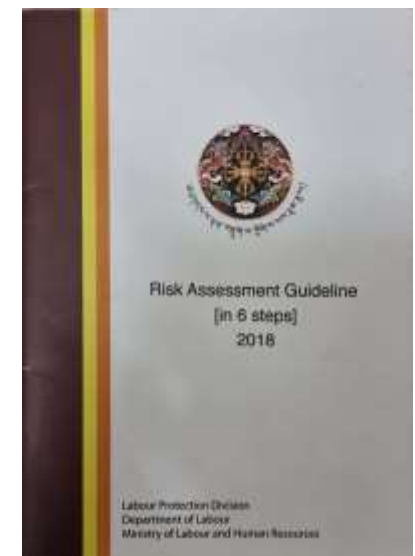 Risk Assessment Guideline
[in 6 steps]
2018
Labour Protection Division
Department of Labour
Ministry of Labour and Human Resources